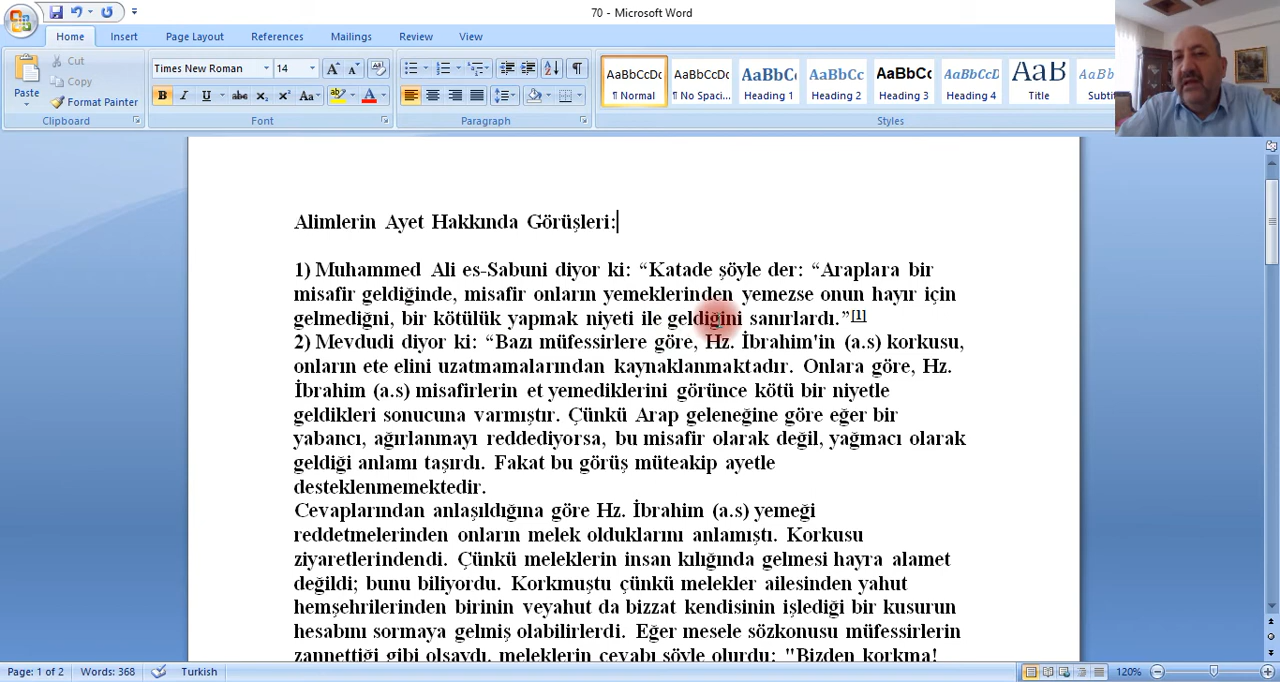 70 - Microsoft Word
Home Insert Page Layout References Mailings Review View
Paste
Cut
Copy
Format Painter
Clipboard
Times New Roman 14
Font
Paragraph
AaBbCcDc AaBbCcDc AaBbC AaBbCc AaBbCc AaBbCcD AaB AaBb
¶ Normal ¶ No Spaci... Heading 1 Heading 2 Heading 3 Heading 4 Title
Styles
Alimlerin Ayet Hakkında Görüşleri:
1) Muhammed Ali es-Sabuni diyor ki: “Katade şöyle der: “Araplara bir
misafir geldiğinde, misafir onların yemeklerinden yemezse onun hayır için
gelmediğni, bir kötülük yapmak niyeti ile geldiğini sanırlardı.”[1]
2) Mevdudi diyor ki: “Bazı müfessirlere göre, Hz. İbrahim'in (a.s) korkusu,
onların ete elini uzatmamalarından kaynaklanmaktadır. Onlara göre, Hz.
İbrahim (a.s) misafirlerin et yemediklerini görünce kötü bir niyetle
geldikleri sonucuna varmıştır. Çünkü Arap geleneğine göre eğer bir
yabancı, ağırlanmayı reddediyorsa, bu misafir olarak değil, yağmacı olarak
geldiği anlamı taşırdı. Fakat bu görüş müteakip ayetle
desteklenmemektedir.
Cevaplarından anlaşıldığına göre Hz. İbrahim (a.s) yemeği
reddetmelerinden onların melek olduklarını anlamıştı. Korkusu
ziyaretlerindendi. Çünkü meleklerin insan kılığında gelmesi hayra alamet
değildi; bunu biliyordu. Korkmuştu çünkü melekler ailesinden yahut
hemşehrilerinden birinin veyahut da bizzat kendisinin işlediği bir kusurun
hesabını sormaya gelmiş olabilirlerdi. Eğer mesele sözkonusu müfessirlerin
zannettiği gibi olsaydı, meleklerin cevabı şöyle olurdu: "Bizden korkma!
Page: 1 of 2 Words: 368 Turkish 120%